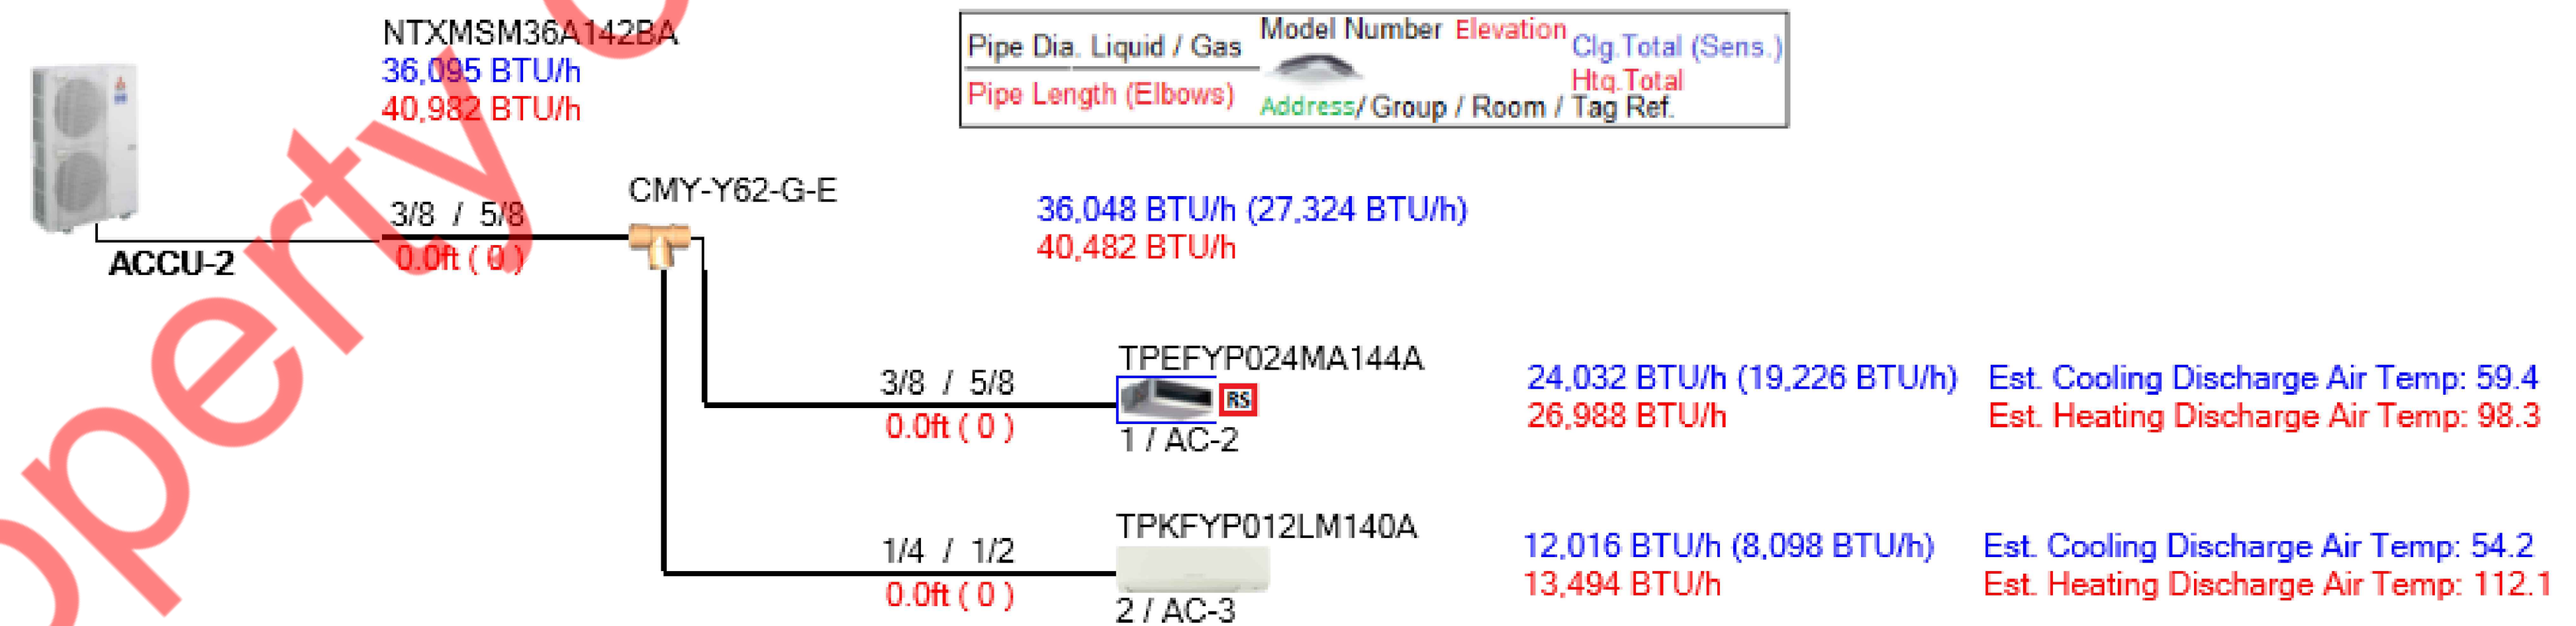 NTXMSM36A142BA
36,095 BTU/h
40,982 BTU/h
Pipe Dia. Liquid / Gas
Pipe Length (Elbows)
Model Number Elevation
Clg.Total (Sens.)
Htg.Total
Address/ Group / Room / Tag Ref.
ACCU-2
3/8 / 5/8
0.0ft ( 0 )
CMY-Y62-G-E
36,048 BTU/h (27,324 BTU/h)
40,482 BTU/h
3/8 / 5/8
0.0ft ( 0 )
TPEFYP024MA144A
RS
1 / AC-2
24,032 BTU/h (19,226 BTU/h) Est. Cooling Discharge Air Temp: 59.4
26,988 BTU/h Est. Heating Discharge Air Temp: 98.3
1/4 / 1/2
0.0ft ( 0 )
TPKFYP012LM140A
2 / AC-3
12,016 BTU/h (8,098 BTU/h) Est. Cooling Discharge Air Temp: 54.2
13,494 BTU/h Est. Heating Discharge Air Temp: 112.1